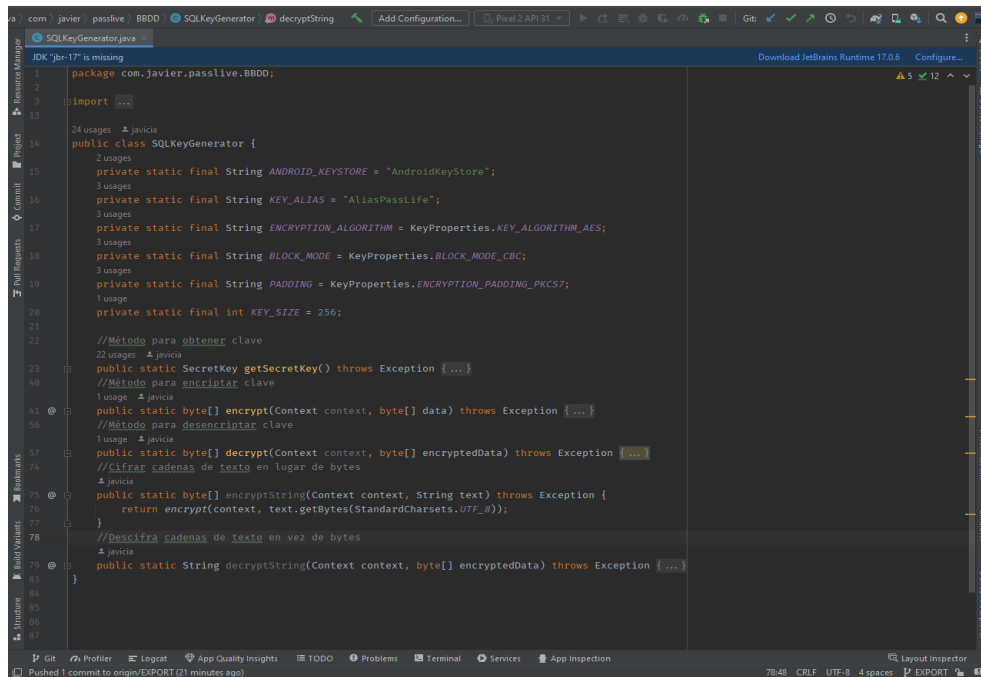 va com javier passlive BBDD SQLKeyGenerator decryptString Add Configuration... Pixel 2 API 31 Git:
SQLKeyGenerator.java
JDK "jbr-17" is missing Download JetBrains Runtime 17.0.6 Configure...
1 package com.javier.passlive.BBDD; 5 12
2
3 import ...
13
24 usages javicia
14 public class SQLKeyGenerator {
2 usages
15 private static final String ANDROID_KEYSTORE = "AndroidKeyStore";
3 usages
16 private static final String KEY_ALIAS = "AliasPassLife";
3 usages
17 private static final String ENCRYPTION_ALGORITHM = KeyProperties.KEY_ALGORITHM_AES;
3 usages
18 private static final String BLOCK_MODE = KeyProperties.BLOCK_MODE_CBC;
3 usages
19 private static final String PADDING = KeyProperties.ENCRYPTION_PADDING_PKCS7;
1 usage
20 private static final int KEY_SIZE = 256;
21
22 //Método para obtener clave
22 usages javicia
23 public static SecretKey getSecretKey() throws Exception {...}
40 //Método para encriptar clave
1 usage javicia
41 @ public static byte[] encrypt(Context context, byte[] data) throws Exception {...}
56 //Método para desencriptar clave
1 usage javicia
57 public static byte[] decrypt(Context context, byte[] encryptedData) throws Exception {...}
74 //Cifrar cadenas de texto en lugar de bytes
javicia
75 @ public static byte[] encryptString(Context context, String text) throws Exception {
76 return encrypt(context, text.getBytes(StandardCharsets.UTF_8));
77 }
78 //Descifra cadenas de texto en vez de bytes
javicia
79 @ public static String decryptString(Context context, byte[] encryptedData) throws Exception {...}
83 }
84
85
86
87
Resource Manager
Project
Commit
Pull Requests
Bookmarks
Build Variants
Structure
Git Profiler Logcat App Quality Insights TODO Problems Terminal Services App Inspection Layout Inspector
Pushed 1 commit to origin/EXPORT (21 minutes ago) 78:48 CRLF UTF-8 4 spaces EXPORT